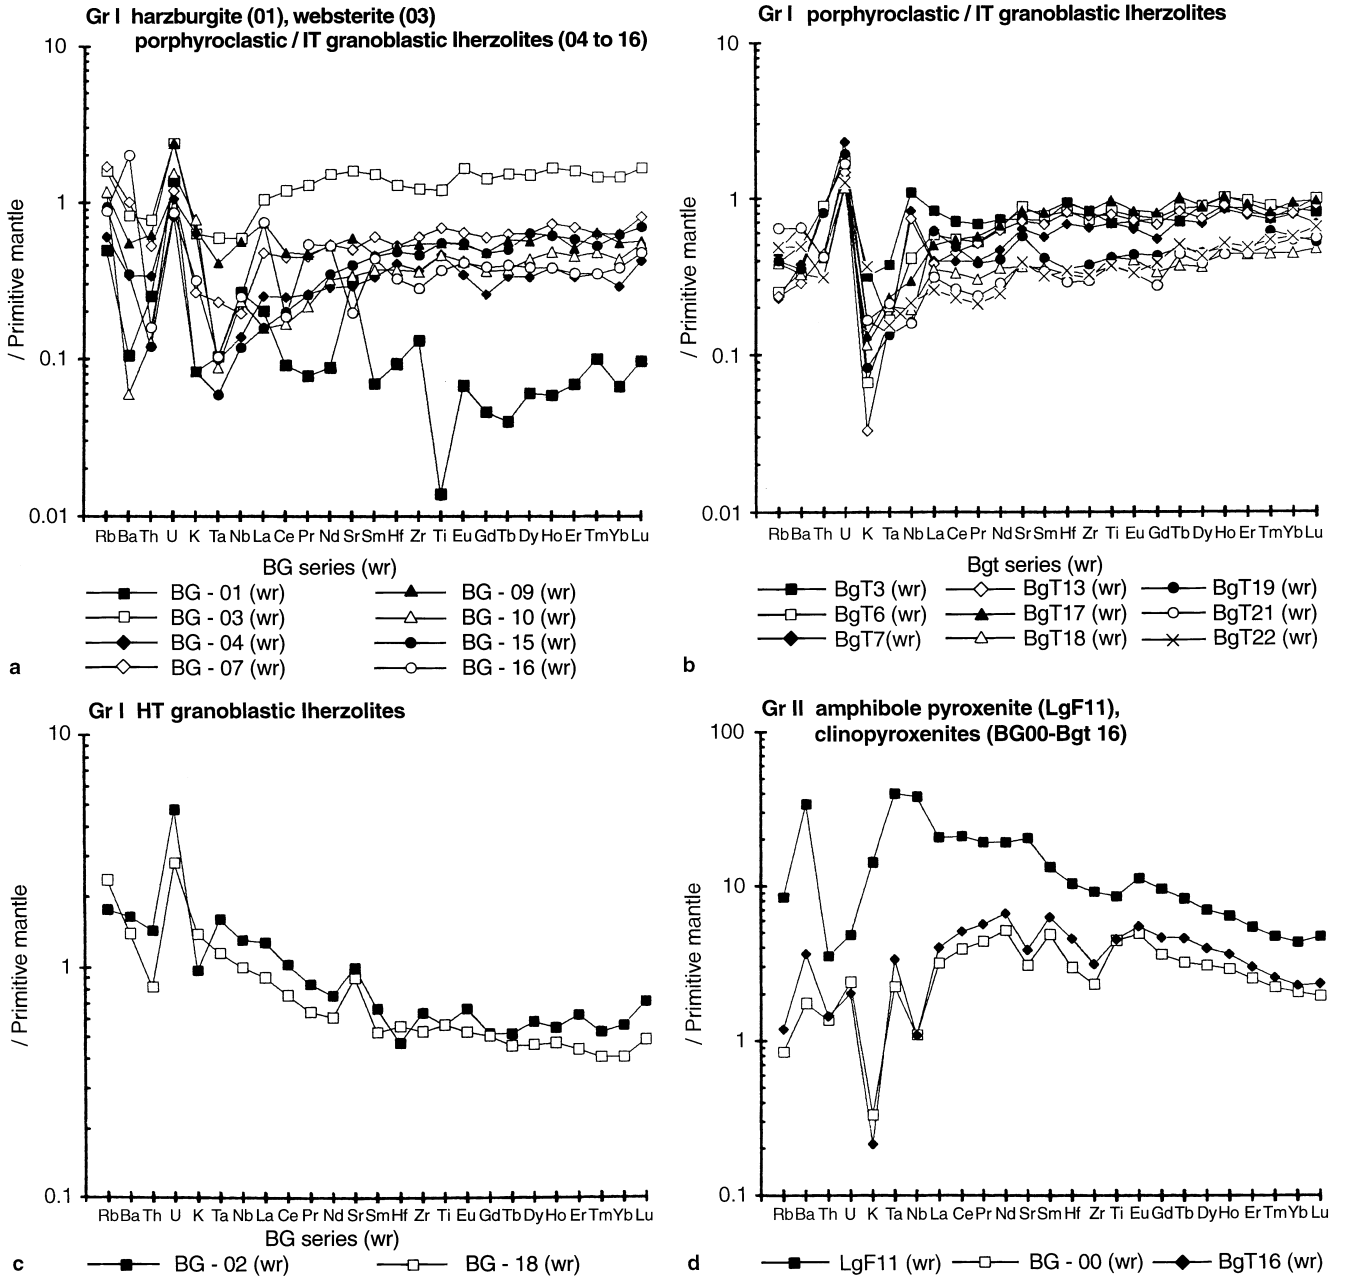 Gr I harzburgite (01), websterite (03)
porphyroclastic / IT granoblastic lherzolites (04 to 16)
10
1
0.1
0.01
/ Primitive mantle
Rb Ba Th U K Ta Nb La Ce Pr Nd Sr Sm Hf Zr Ti Eu Gd Tb Dy Ho Er Tm Yb Lu
BG series (wr)
BG - 01 (wr)
BG - 03 (wr)
BG - 04 (wr)
BG - 07 (wr)
BG - 09 (wr)
BG - 10 (wr)
BG - 15 (wr)
BG - 16 (wr)
a
Gr I porphyroclastic / IT granoblastic lherzolites
10
1
0.1
0.01
/ Primitive mantle
Rb Ba Th U K Ta Nb La Ce Pr Nd Sr Sm Hf Zr Ti Eu Gd Tb Dy Ho Er Tm Yb Lu
Bgt series (wr)
BgT3 (wr)
BgT6 (wr)
BgT7(wr)
BgT13 (wr)
BgT17 (wr)
BgT18 (wr)
BgT19 (wr)
BgT21 (wr)
BgT22 (wr)
b
Gr I HT granoblastic lherzolites
10
1
0.1
/ Primitive mantle
Rb Ba Th U K Ta Nb La Ce Pr Nd Sr Sm Hf Zr Ti Eu Gd Tb Dy Ho Er Tm Yb Lu
BG series (wr)
BG - 02 (wr)
BG - 18 (wr)
c
Gr II amphibole pyroxenite (LgF11),
clinopyroxenites (BG00-Bgt 16)
100
10
1
0.1
/ Primitive mantle
Rb Ba Th U K Ta Nb La Ce Pr Nd Sr Sm Hf Zr Ti Eu Gd Tb Dy Ho Er Tm Yb Lu
LgF11 (wr)
BG - 00 (wr)
BgT16 (wr)
d